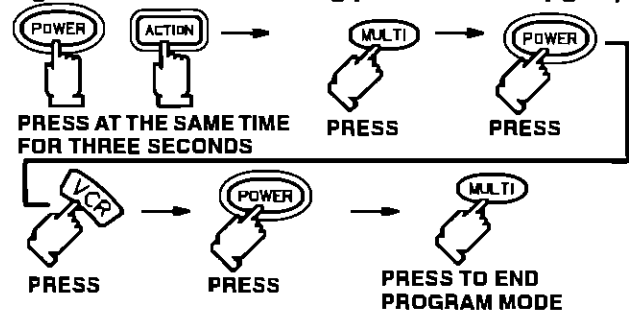 POWER ACTION MULTI POWER
PRESS AT THE SAME TIME
FOR THREE SECONDS
PRESS PRESS
VCR POWER MULTI
PRESS PRESS PRESS TO END
PROGRAM MODE